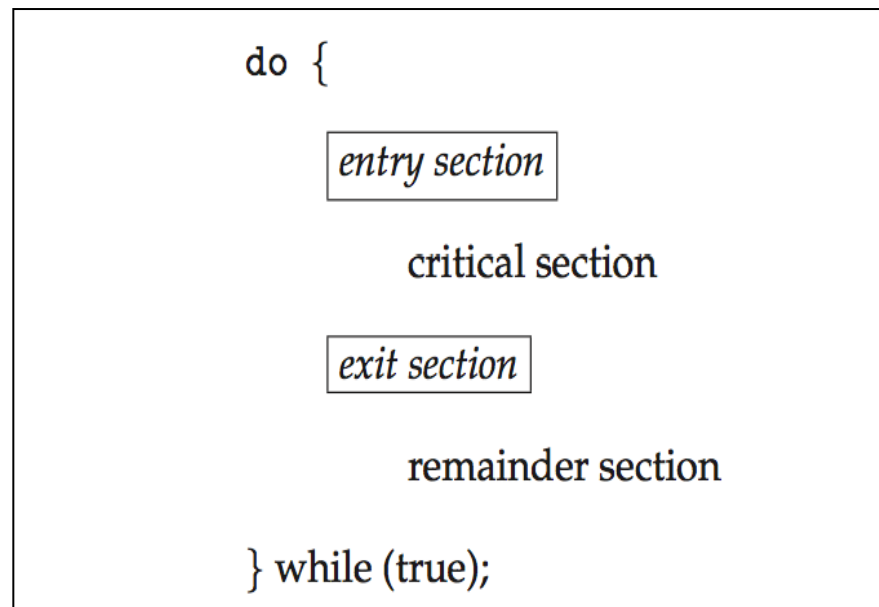 do {
entry section
critical section
exit section
remainder section
} while (true);